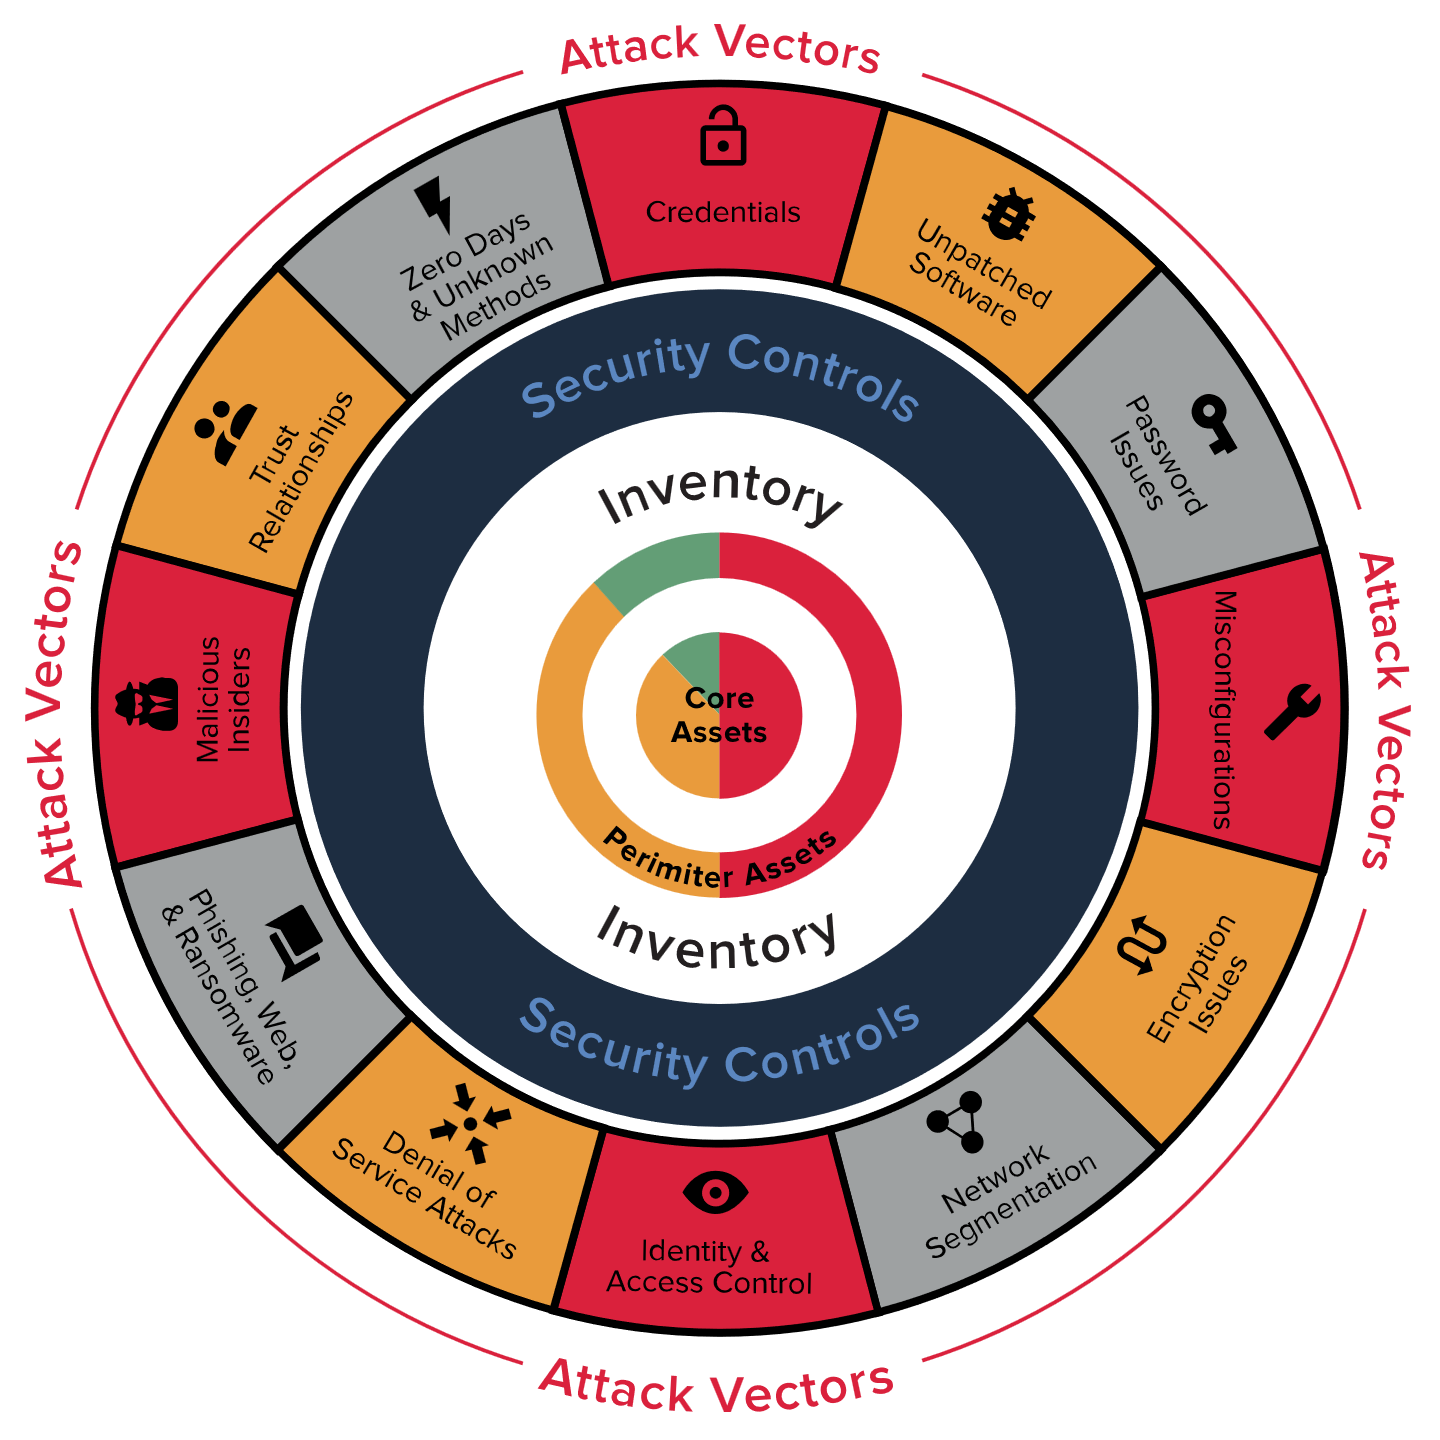 Attack Vectors
Credentials
Unpatched
Software
Password
Issues
Misconfigurations
Attack Vectors
Encryption
Issues
Network
Segmentation
Identity &
Access Control
Attack Vectors
Denial of
Service Attacks
Phishing, Web,
& Ransomware
Malicious
Insiders
Attack Vectors
Trust
Relationships
Zero Days
& Unknown
Methods
Security Controls
Inventory
Core
Assets
Perimiter Assets
Inventory
Security Controls